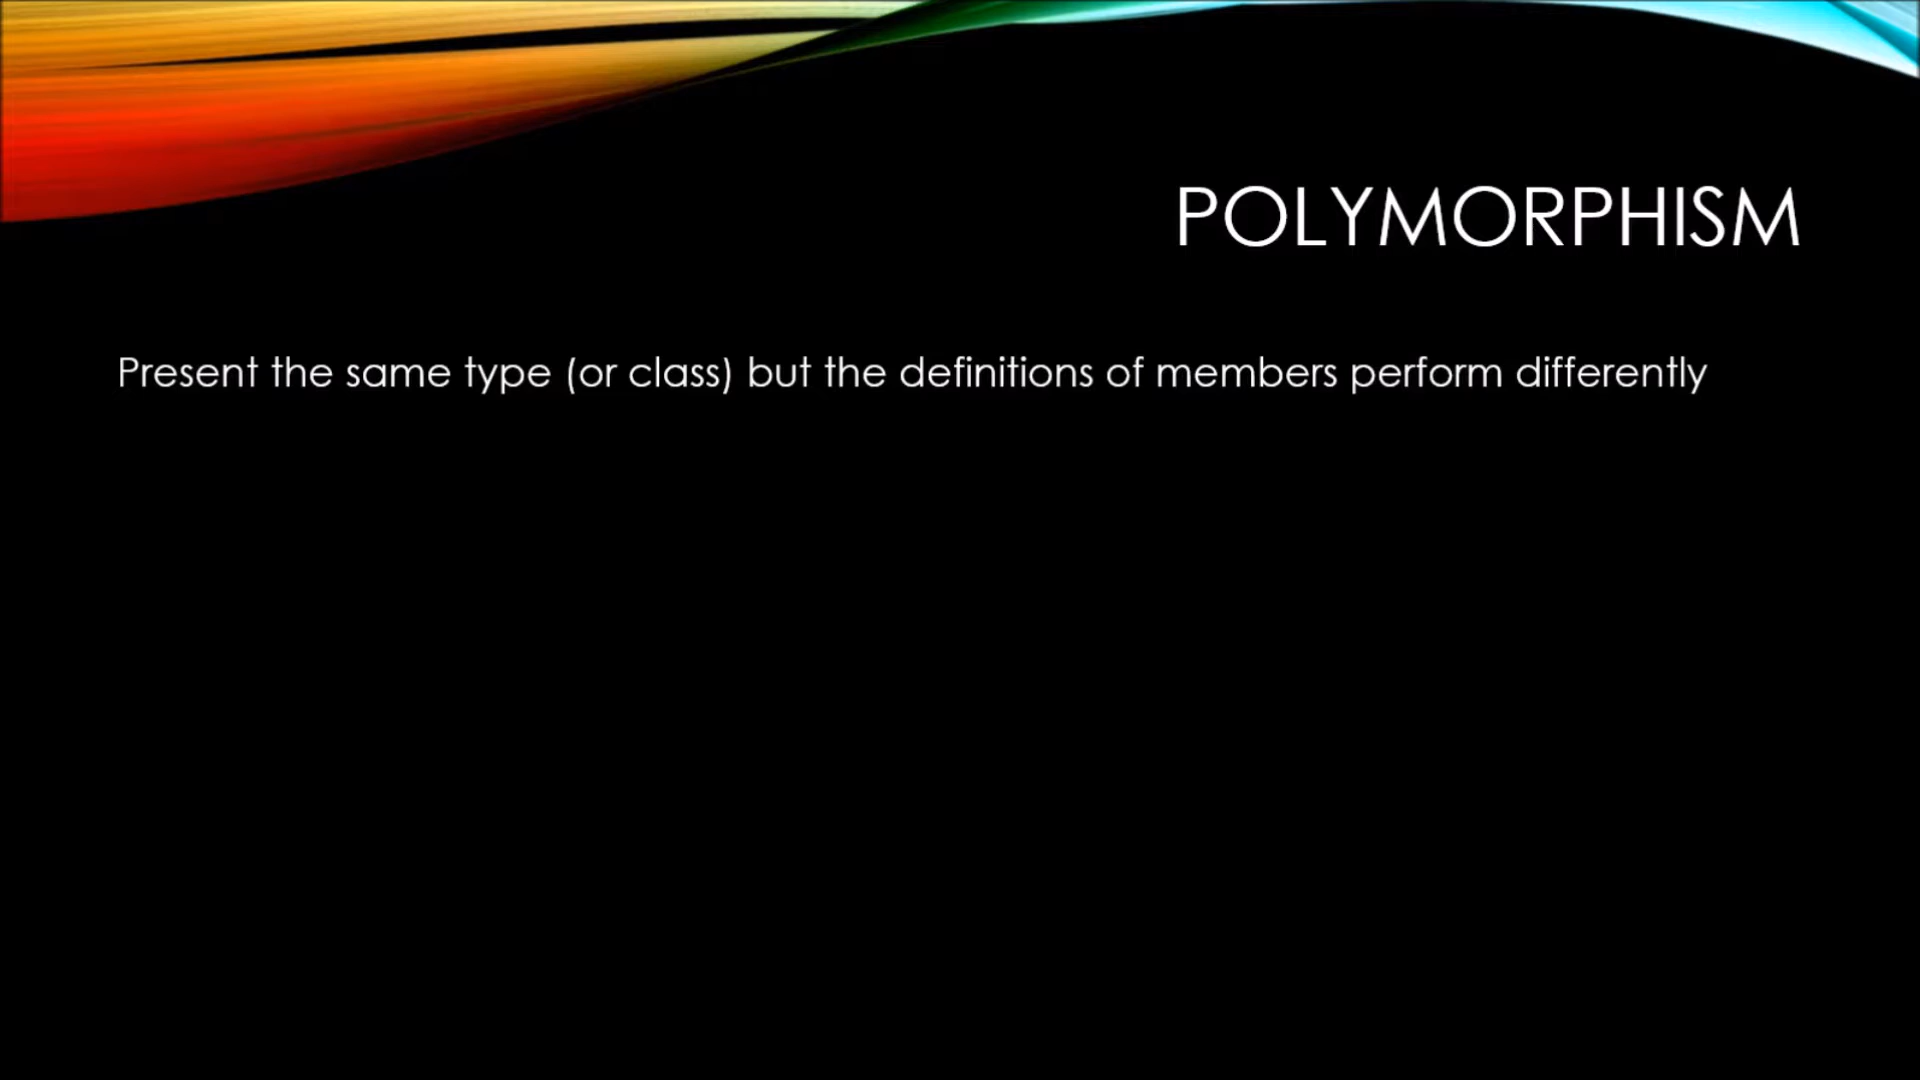 POLYMORPHISM
Present the same type (or class) but the definitions of members perform differently